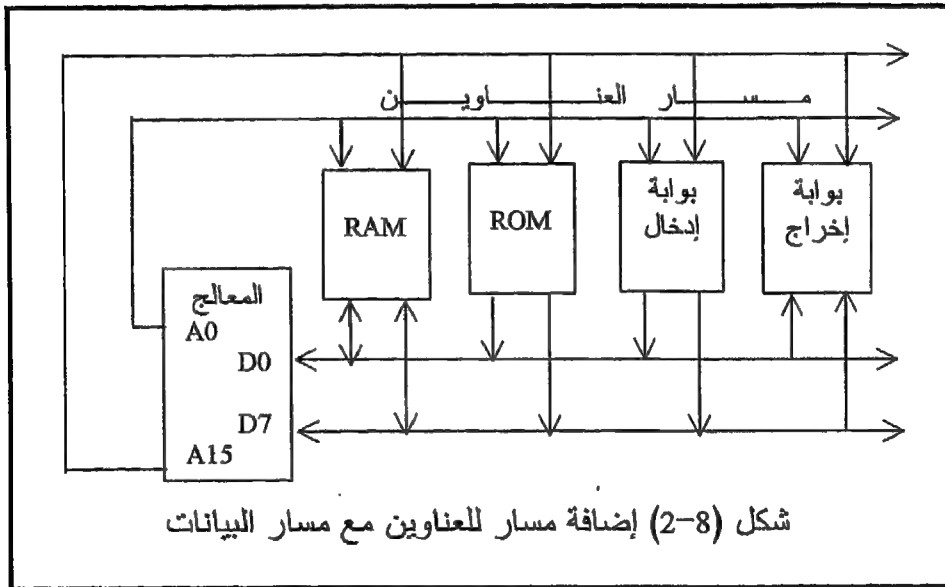 مسار العناوين
RAM
ROM
بوابة
إدخال
بوابة
إخراج
المعالج
A0
D0
D7
A15
شكل (2-8) إضافة مسار للعناوين مع مسار البيانات